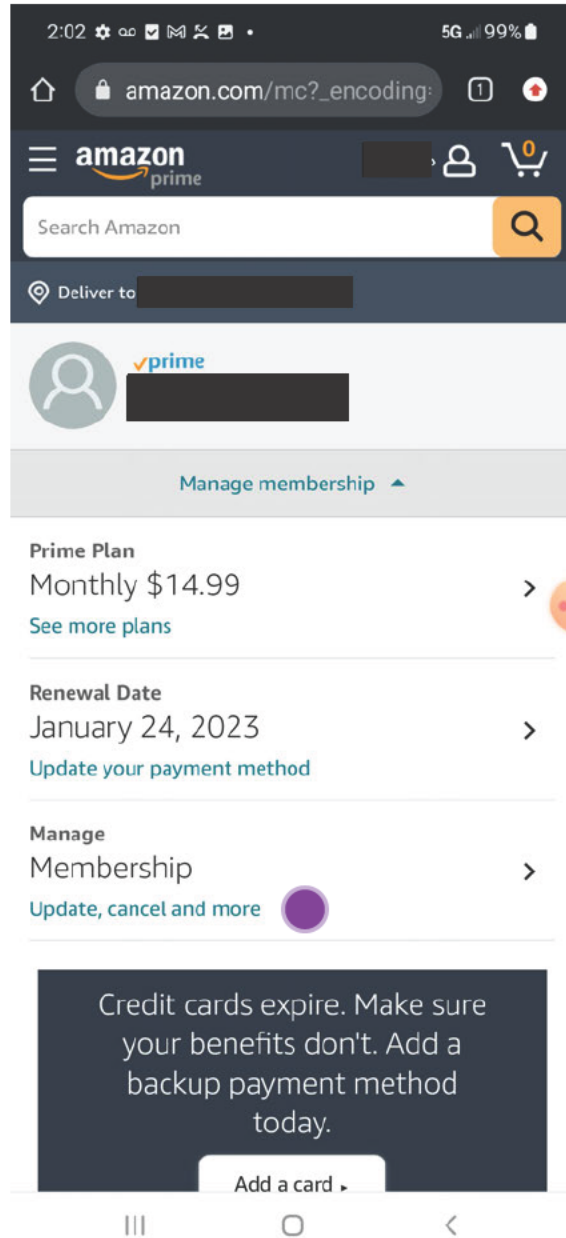 2:02 5G 99%
amazon.com/mc?_encoding 1
amazon 0
prime
Search Amazon
Deliver to
prime
Manage membership
Prime Plan
Monthly $14.99
See more plans
Renewal Date
January 24, 2023
Update your payment method
Manage
Membership
Update, cancel and more
Credit cards expire. Make sure
your benefits don't. Add a
backup payment method
today.
Add a card